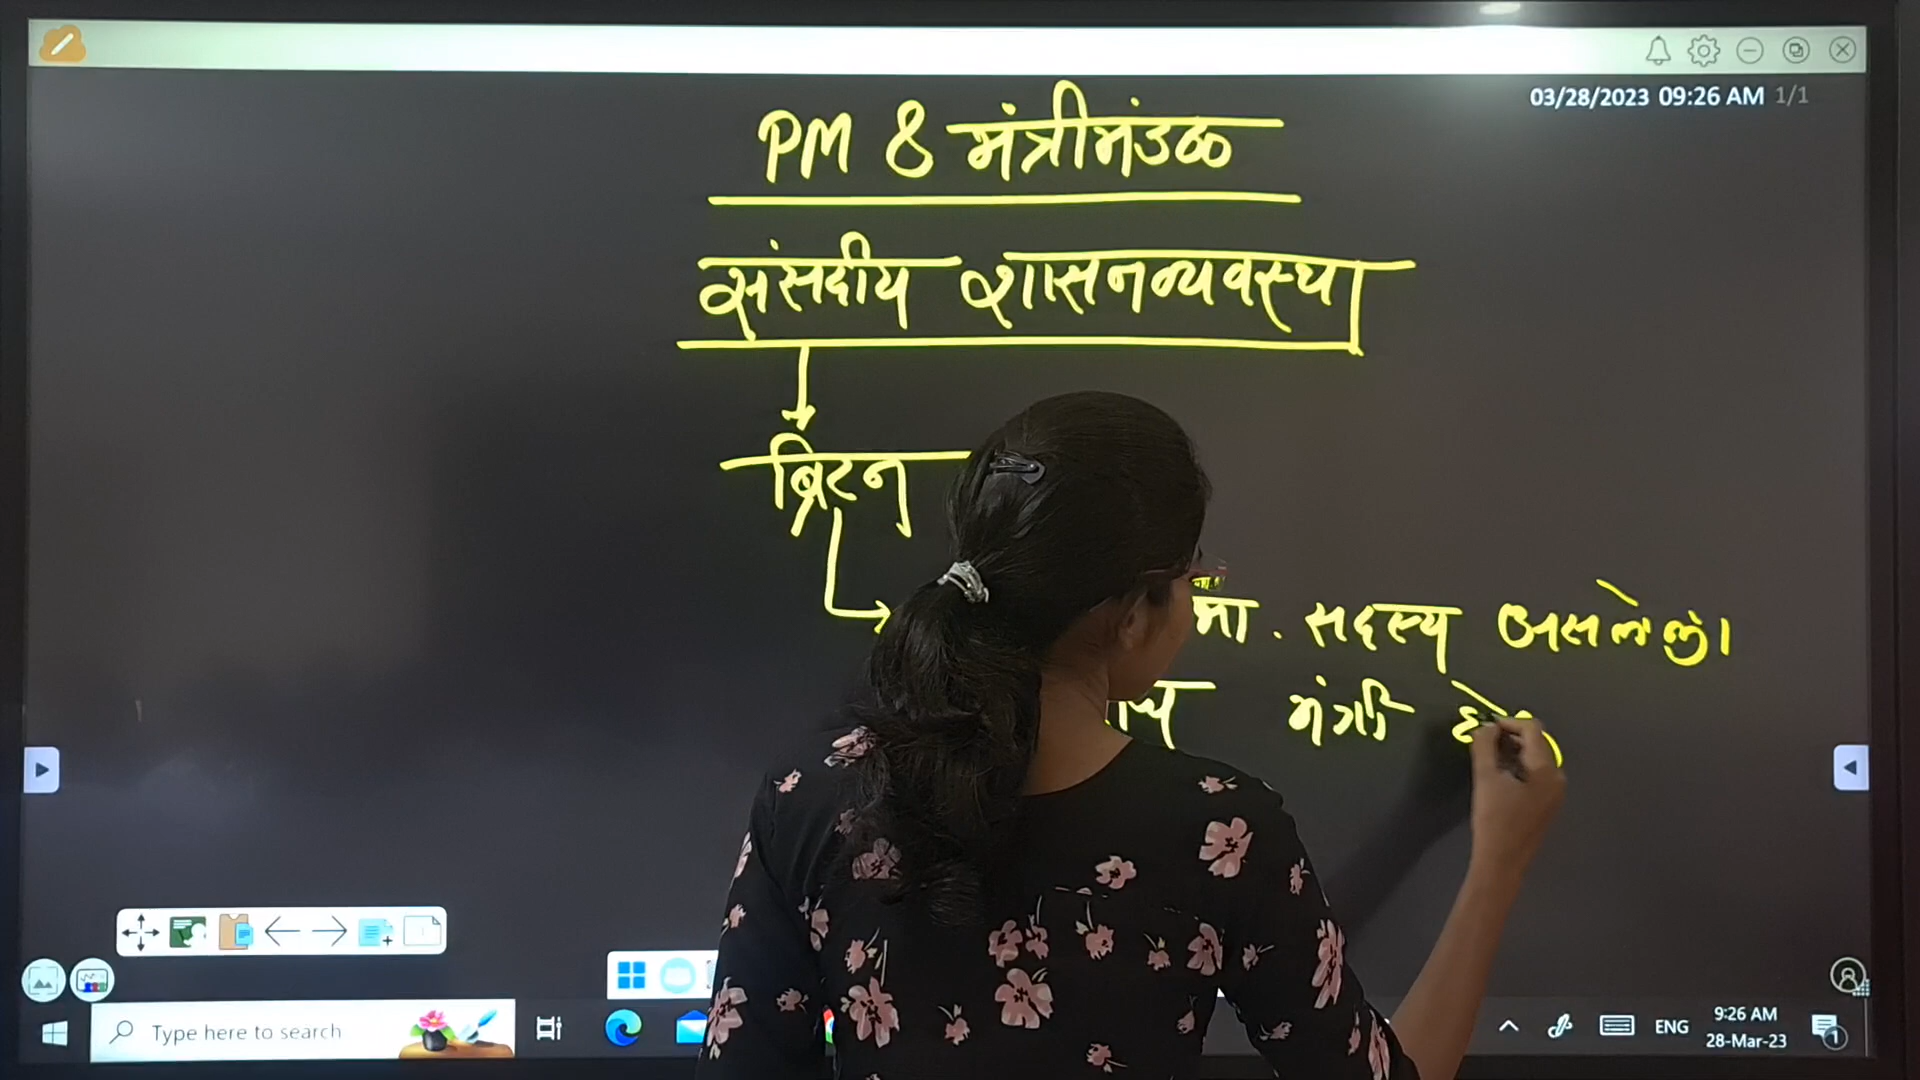 03/28/2023 09:26 AM 1/1
PM & मंत्रीमंडळ
संसदीय शासनव्यवस्था
ब्रिटन
सदस्य असलेलं।
मंत्री
Type here to search
ENG
9:26 AM
28-Mar-23
1